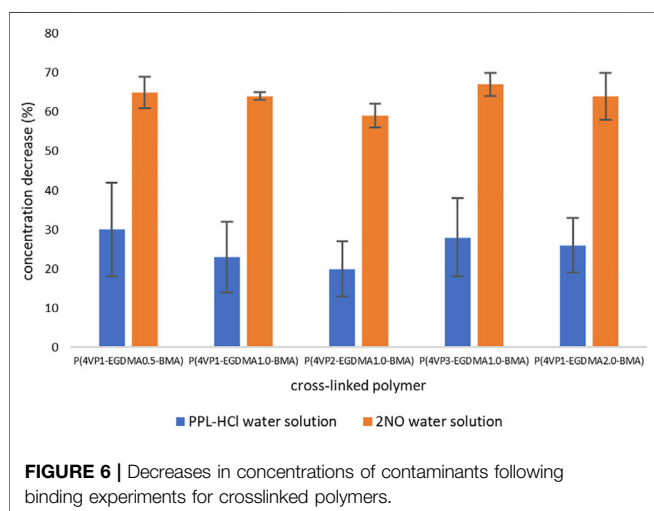 80
70
60
50
40
30
20
10
0
concentration decrease (%)
P(4VP1-EGDMA0.5-BMA) P(4VP1-EGDMA1.0-BMA) P(4VP2-EGDMA1.0-BMA) P(4VP3-EGDMA1.0-BMA) P(4VP1-EGDMA2.0-BMA)
cross-linked polymer
PPL-HCl water solution 2NO water solution
FIGURE 6 | Decreases in concentrations of contaminants following
binding experiments for crosslinked polymers.